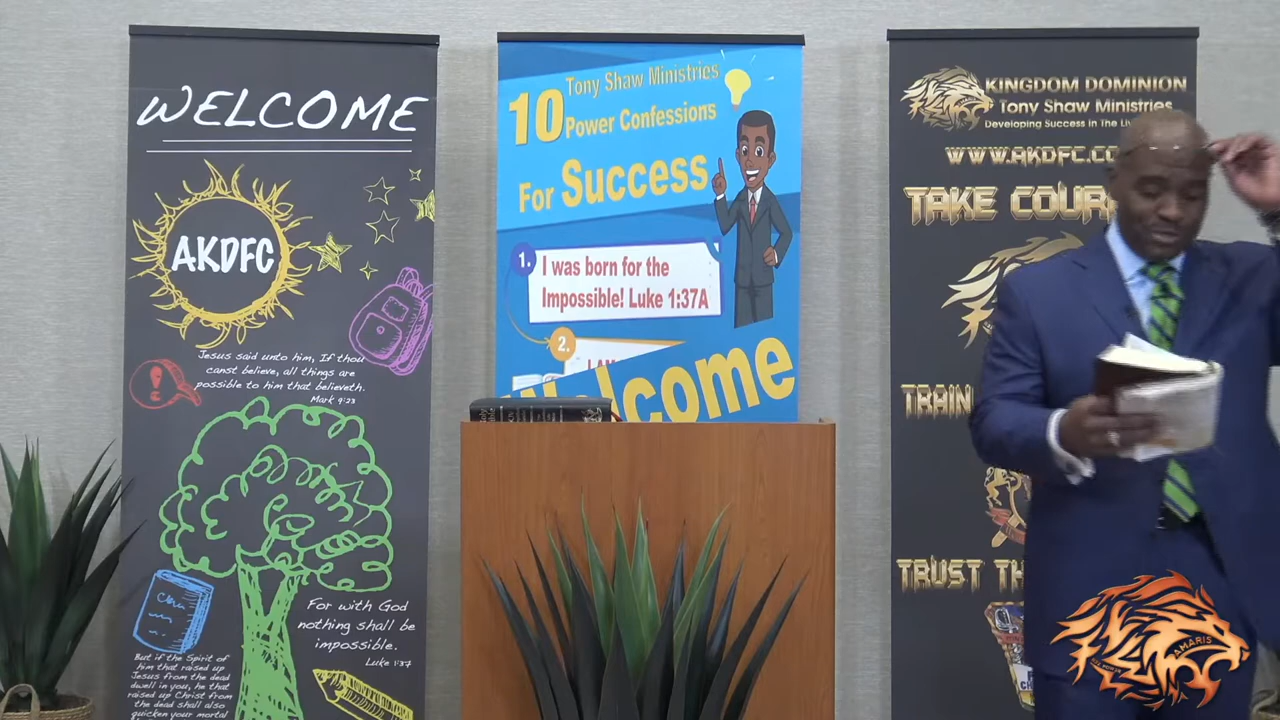 WELCOME
AKDFC
Jesus said unto him, If thou
canst believe, all things are
possible to him that believeth.
Mark 9:23
For with God
nothing shall be
impossible.
Luke 1:37
But if the Spirit of
him that raised up
Jesus from the dead
dwell in you, he that
raised up Christ from
the dead shall also
quicken your mortal
Tony Shaw Ministries
10 Power Confessions
For Success
1. I was born for the
Impossible! Luke 1:37A
2.
I AM
Welcome
KINGDOM DOMINION
Tony Shaw Ministries
Developing Success in The
WWW.AKDFC.CO
TAKE
TRAIN
TRUST
AMARIS